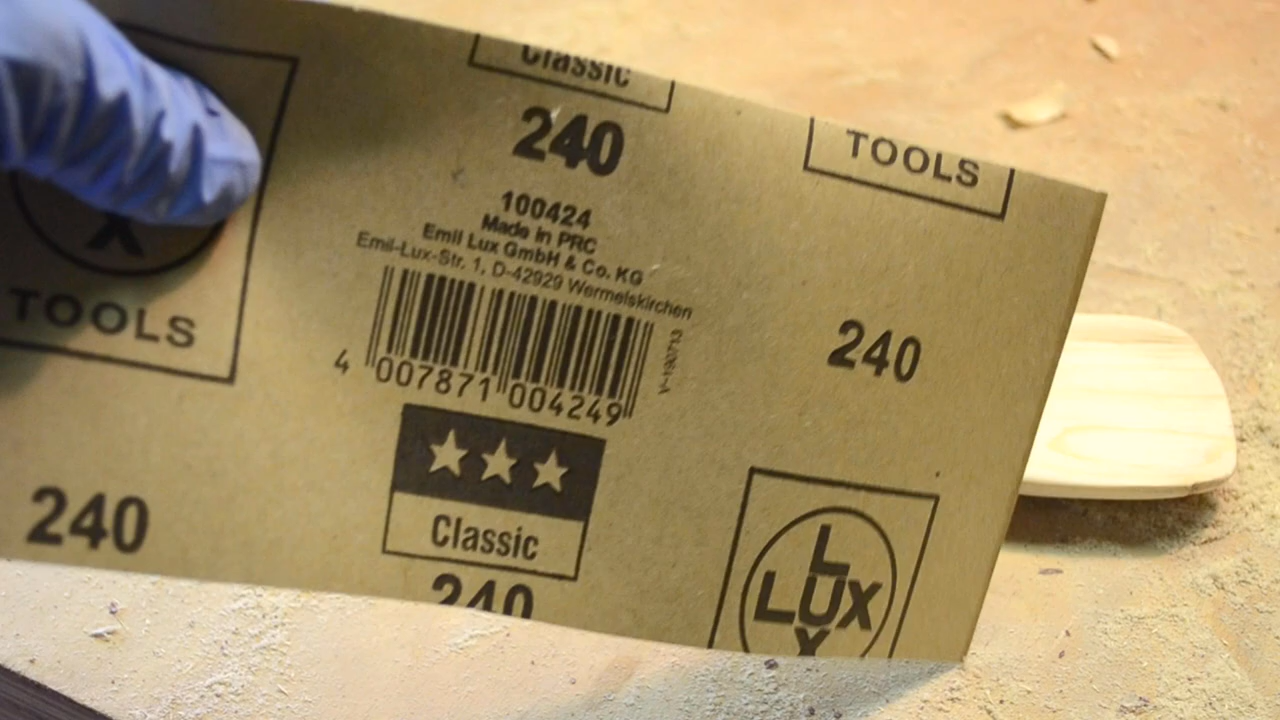 Classic
240
TOOLS
100424
Made in PRC
Emil Lux GmbH & Co. KG
Emil-Lux-Str. 1, D-42929 Wermelskirchen
4 007871 004249
240
X
TOOLS
Classic
240
240
L
LUX
X